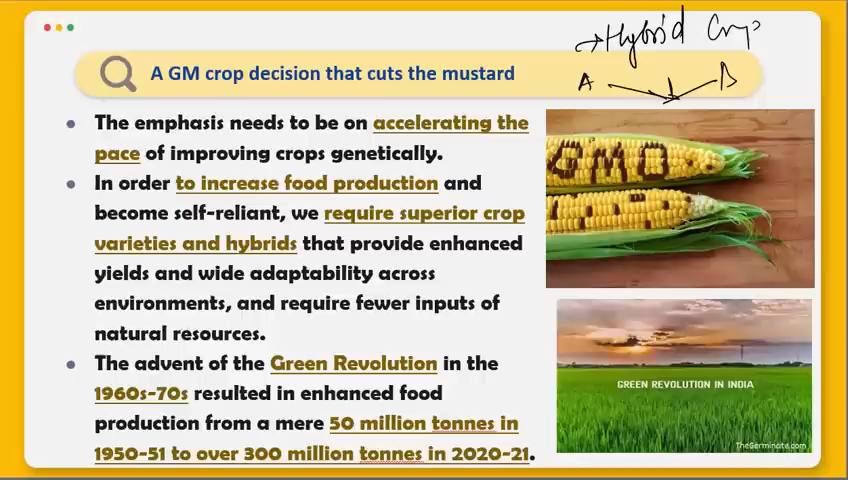 →Hybrid Crop
A B
A GM crop decision that cuts the mustard
• The emphasis needs to be on accelerating the
pace of improving crops genetically.
• In order to increase food production and
become self-reliant, we require superior crop
varieties and hybrids that provide enhanced
yields and wide adaptability across
environments, and require fewer inputs of
natural resources.
• The advent of the Green Revolution in the
1960s-70s resulted in enhanced food
production from a mere 50 million tonnes in
1950-51 to over 300 million tonnes in 2020-21.
GMO
GREEN REVOLUTION IN INDIA
TheGerminate.com